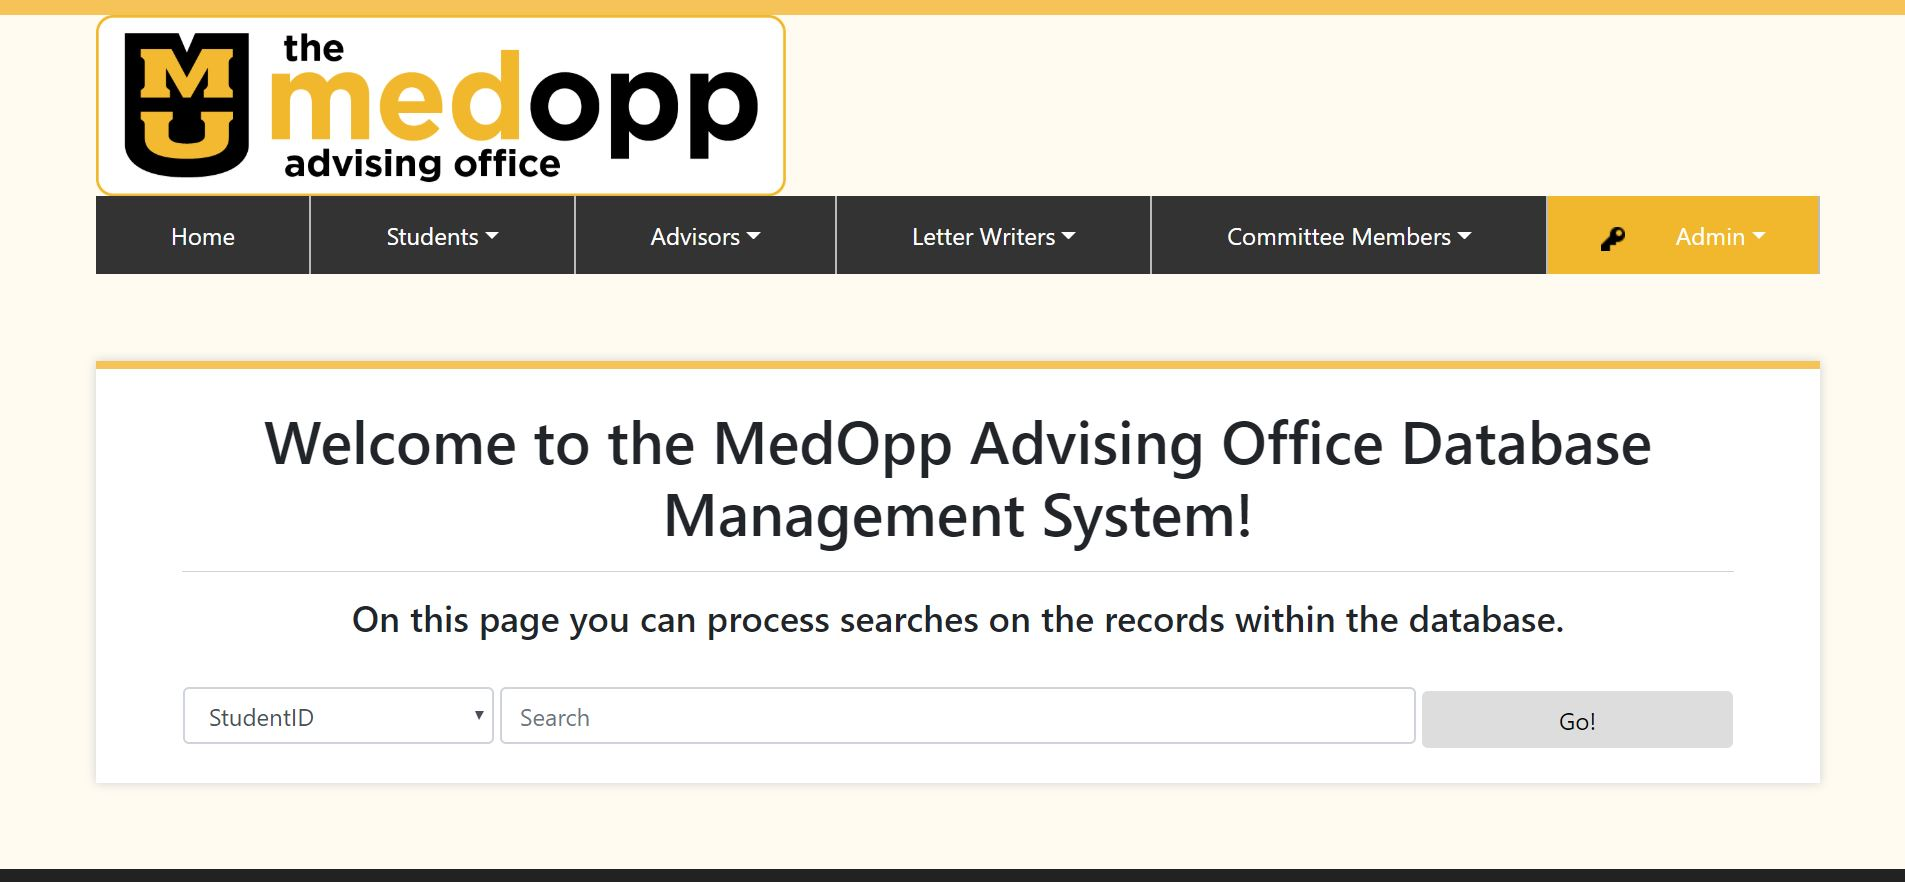 MU
the
medopp
advising office
Home Students Advisors Letter Writers Committee Members Admin
Welcome to the MedOpp Advising Office Database
Management System!
On this page you can process searches on the records within the database.
StudentID Search Go!